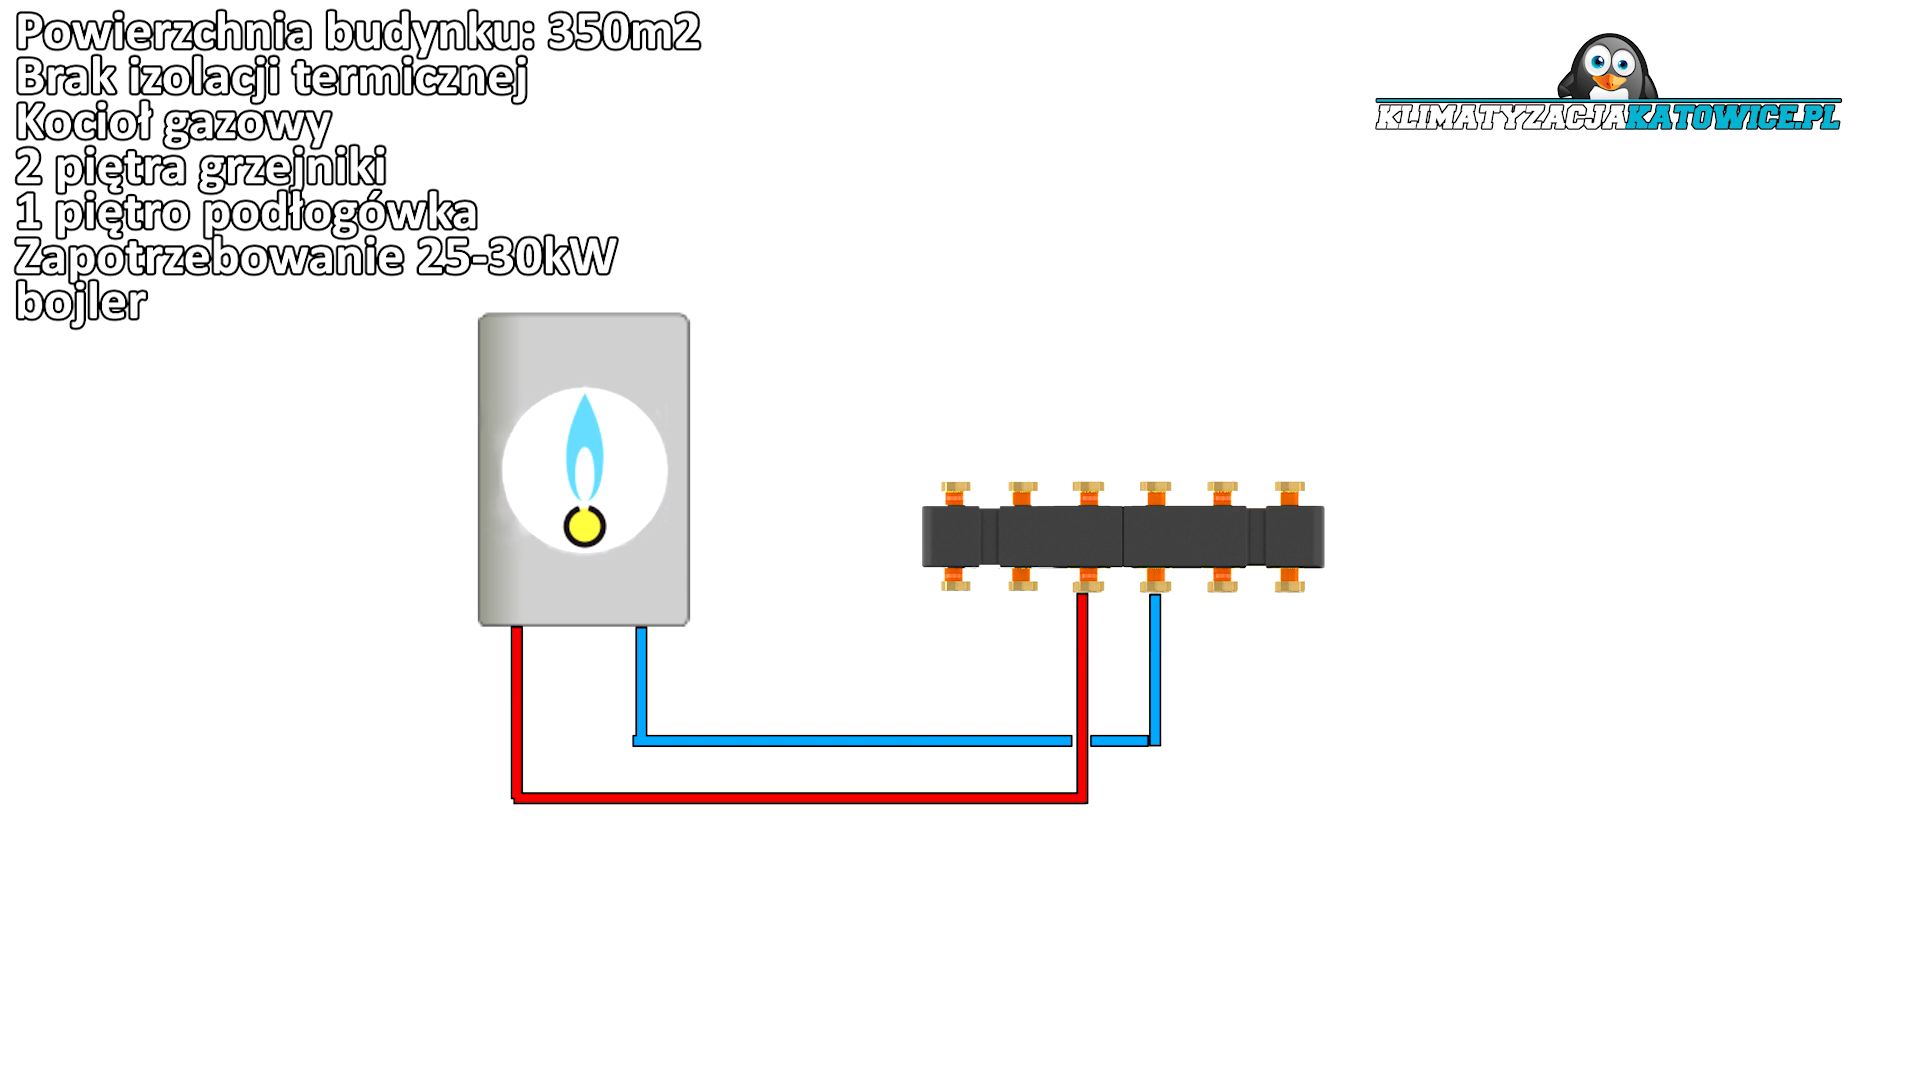 Powierzchnia budynku: 350m2
Brak izolacji termicznej
Kocioł gazowy
2 piętra grzejniki
1 piętro podłogówka
Zapotrzebowanie 25-30kW
bojler
KLIMATYZACJAKATOWICE.PL